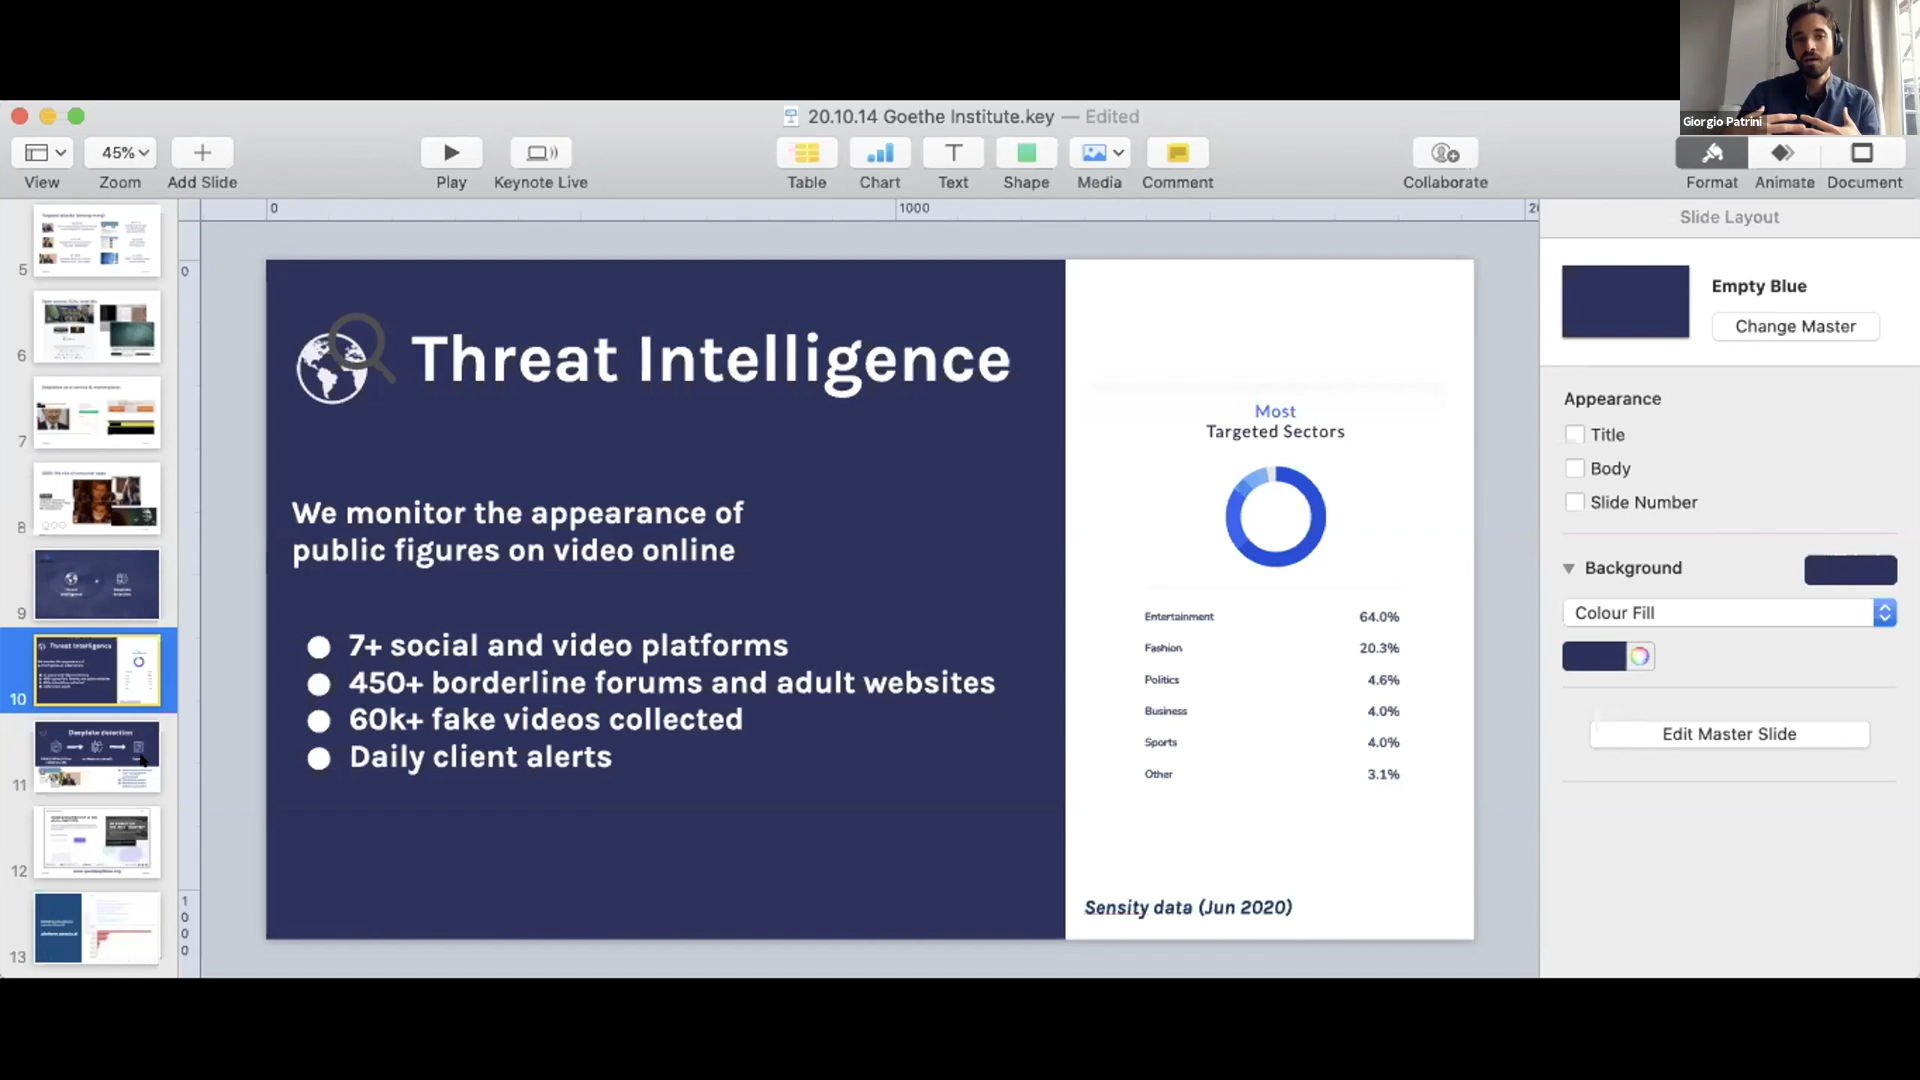 Giorgio Patrini
20.10.14 Goethe Institute.key — Edited
45%
View
Zoom
Add Slide
Play
Keynote Live
Table
Chart
Text
Shape
Media
Comment
Collaborate
Format
Animate
Document
0
1000
0
1000
5
6
7
8
9
10
11
12
13
Threat Intelligence
We monitor the appearance of
public figures on video online
7+ social and video platforms
450+ borderline forums and adult websites
60k+ fake videos collected
Daily client alerts
Most
Targeted Sectors
Entertainment 64.0%
Fashion 20.3%
Politics 4.6%
Business 4.0%
Sports 4.0%
Other 3.1%
Sensity data (Jun 2020)
Slide Layout
Empty Blue
Change Master
Appearance
Title
Body
Slide Number
Background
Colour Fill
Edit Master Slide